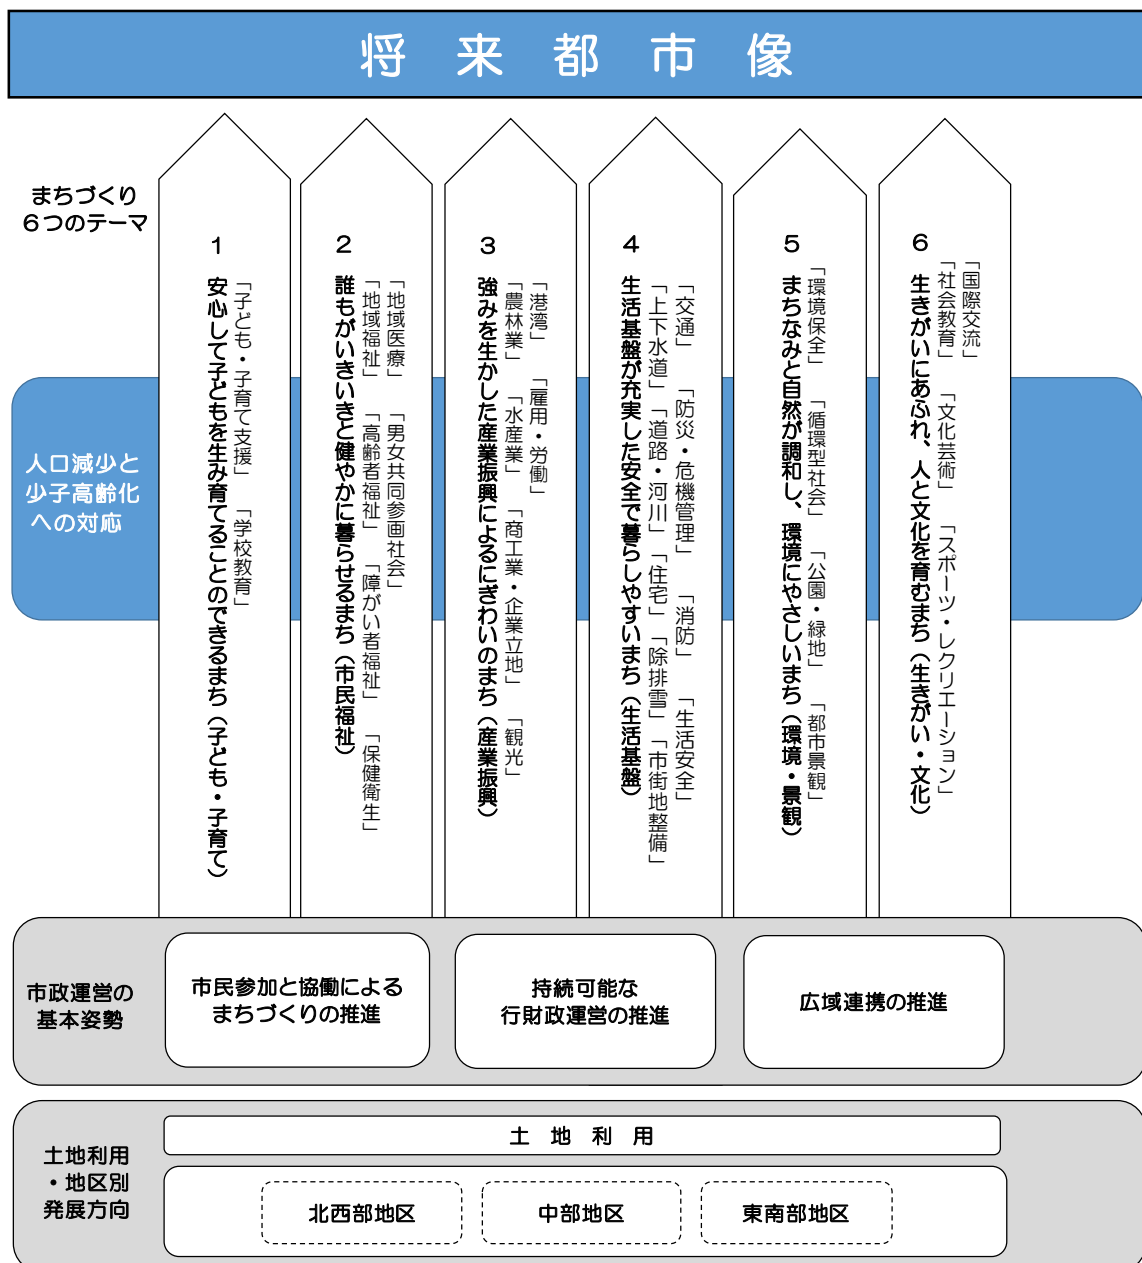 将来都市像
まちづくり
6つのテーマ
1
安心して子どもを生み育てることのできるまち（子ども・子育て）
「子ども・子育て支援」「学校教育」
2
誰もがいきいきと健やかに暮らせるまち（市民福祉）
「地域福祉」「高齢者福祉」「障がい者福祉」「保健衛生」
「地域医療」「男女共同参画社会」
3
強みを生かした産業振興によるにぎわいのまち（産業振興）
「農林業」「水産業」「商工業・企業立地」「観光」
「港湾」「雇用・労働」
4
生活基盤が充実した安全で暮らしやすいまち（生活基盤）
「上下水道」「道路・河川」「住宅」「除排雪」「市街地整備」
「交通」「防災・危機管理」「消防」「生活安全」
5
まちなみと自然が調和し、環境にやさしいまち（環境・景観）
「環境保全」「循環型社会」「公園・緑地」「都市景観」
6
生きがいにあふれ、人と文化を育むまち（生きがい・文化）
「社会教育」「文化芸術」「スポーツ・レクリエーション」
「国際交流」
人口減少と
少子高齢化
への対応
市政運営の
基本姿勢
市民参加と協働による
まちづくりの推進
持続可能な
行財政運営の推進
広域連携の推進
土地利用
・地区別
発展方向
土地利用
北西部地区
中部地区
東南部地区